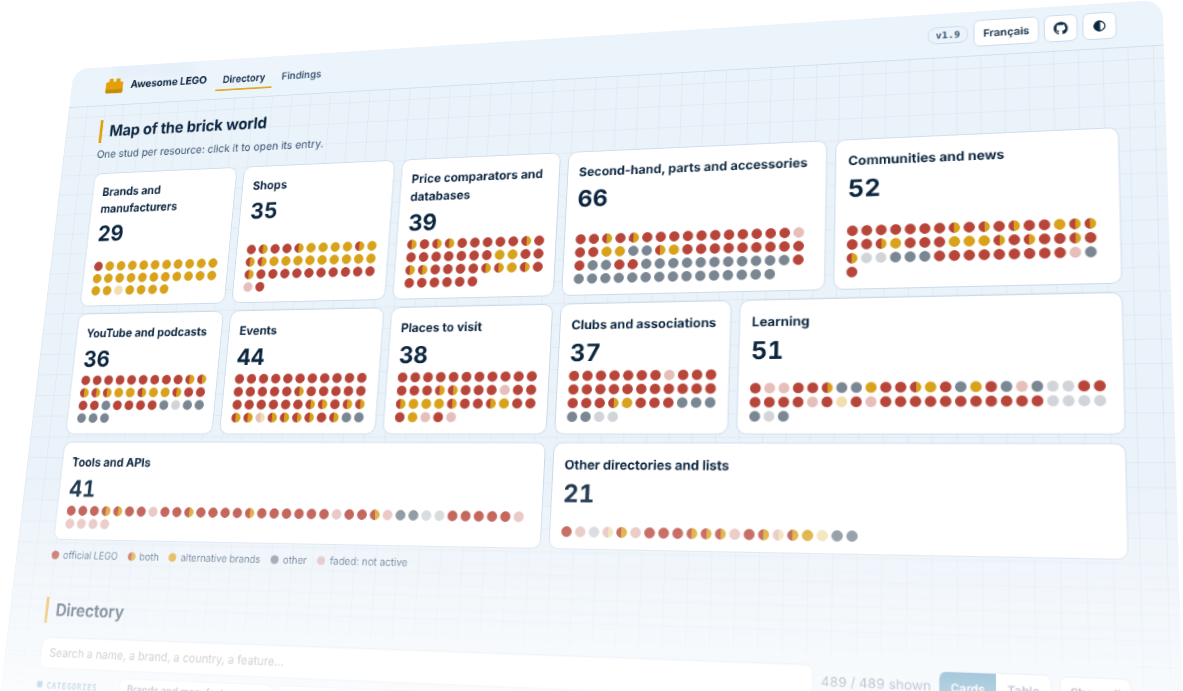 Awesome LEGO
Directory
Findings
v1.9
Français
Map of the brick world
One stud per resource: click it to open its entry.
Brands and
manufacturers
29
Shops
35
Price comparators and
databases
39
Second-hand, parts and accessories
66
Communities and news
52
YouTube and podcasts
36
Events
44
Places to visit
38
Clubs and associations
37
Learning
51
Tools and APIs
41
Other directories and lists
21
official LEGO
both
alternative brands
other
faded: not active
Directory
Search a name, a brand, a country, a feature...
489 / 489 shown
Cards
Table
CATEGORIES